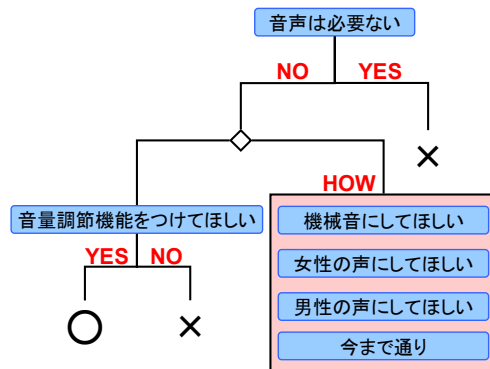 音声は必要ない
NO
YES
HOW
音量調節機能をつけてほしい
YES
NO
機械音にしてほしい
女性の声にしてほしい
男性の声にしてほしい
今まで通り